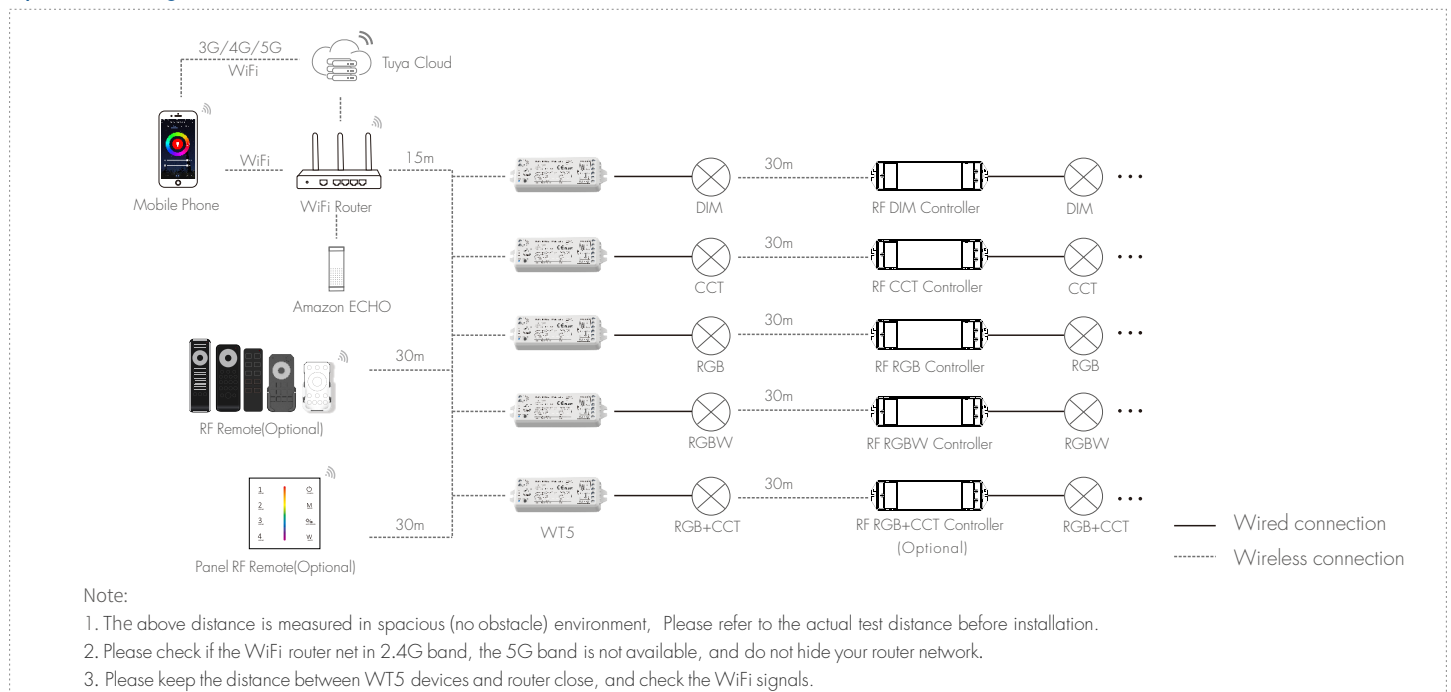 3G/4G/5G
WiFi
Tuya Cloud
WiFi
15m
Mobile Phone
WiFi Router
Amazon ECHO
30m
RF Remote(Optional)
1
2
3
4
M
W
30m
Panel RF Remote(Optional)
DIM
30m
RF DIM Controller
DIM
...
CCT
30m
RF CCT Controller
CCT
...
RGB
30m
RF RGB Controller
RGB
...
RGBW
30m
RF RGBW Controller
RGBW
...
WT5
RGB+CCT
30m
RF RGB+CCT Controller
(Optional)
RGB+CCT
...
Wired connection
Wireless connection
Note:
1. The above distance is measured in spacious (no obstacle) environment, Please refer to the actual test distance before installation.
2. Please check if the WiFi router net in 2.4G band, the 5G band is not available, and do not hide your router network.
3. Please keep the distance between WT5 devices and router close, and check the WiFi signals.